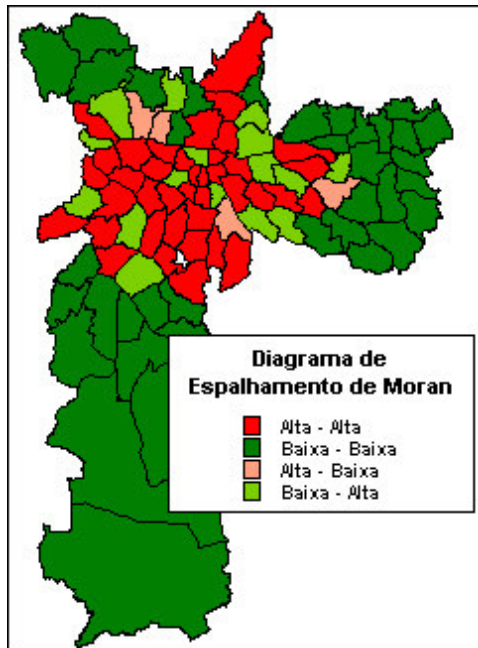 Diagrama de
Espalhamento de Moran
Alta - Alta
Baixa - Baixa
Alta - Baixa
Baixa - Alta